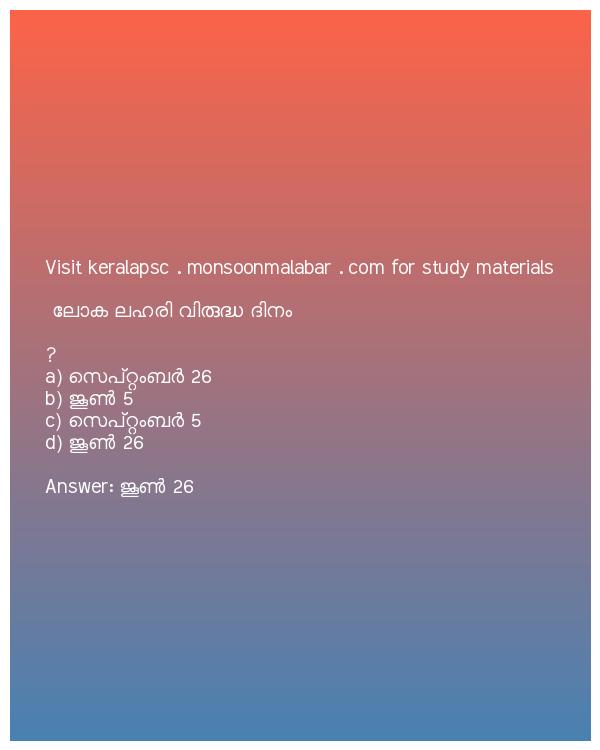 Visit keralapsc . monsoonmalabar . com for study materials
ലോക ലഹരി വിരുദ്ധ ദിനം
?
a) സെപ്റ്റംബർ 26
b) ജൂൺ 5
c) സെപ്റ്റംബർ 5
d) ജൂൺ 26
Answer: ജൂൺ 26